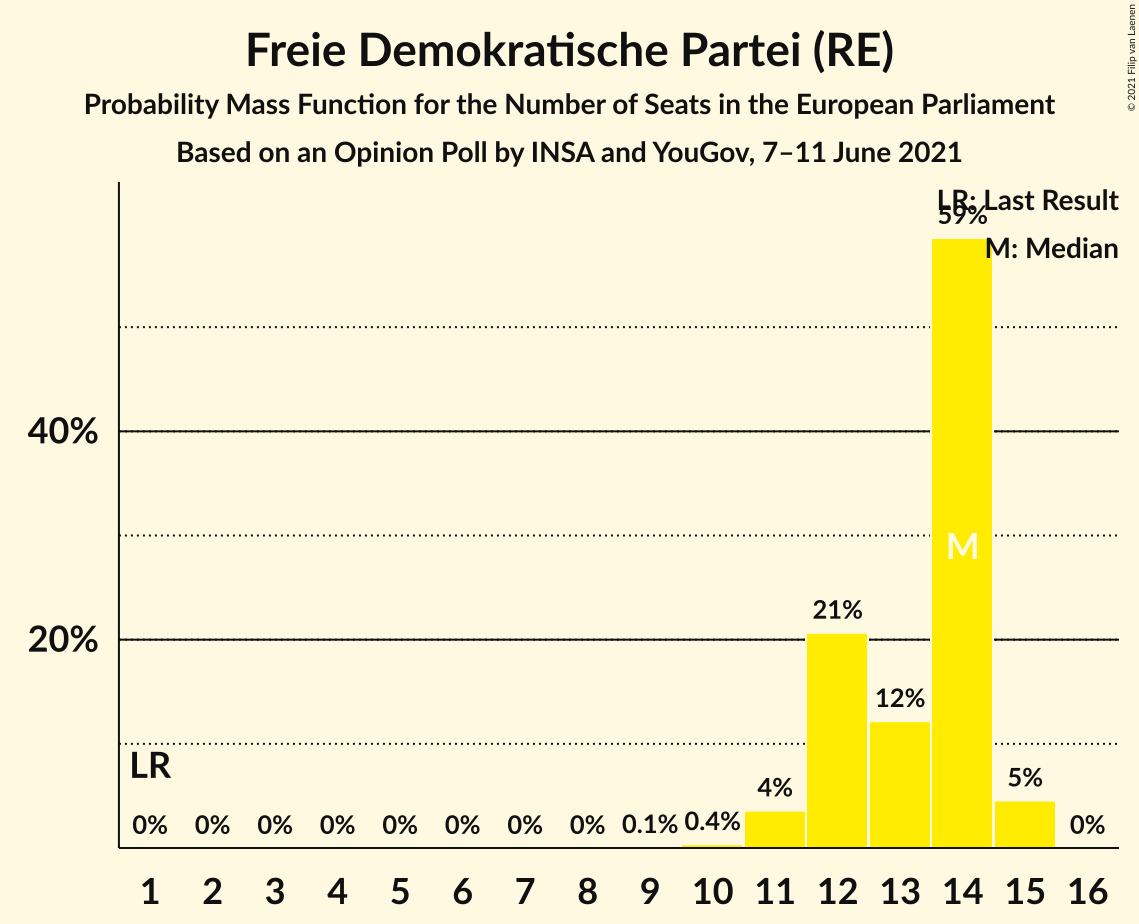 Freie Demokratische Partei (RE)
Probability Mass Function for the Number of Seats in the European Parliament
Based on an Opinion Poll by INSA and YouGov, 7–11 June 2021
© 2021 Filip van Laenen
LR: Last Result
59%
M: Median
40%
M
21%
20%
12%
LR
5%
4%
0% 0% 0% 0% 0% 0% 0% 0% 0.1% 0.4% 0%
1 2 3 4 5 6 7 8 9 10 11 12 13 14 15 16